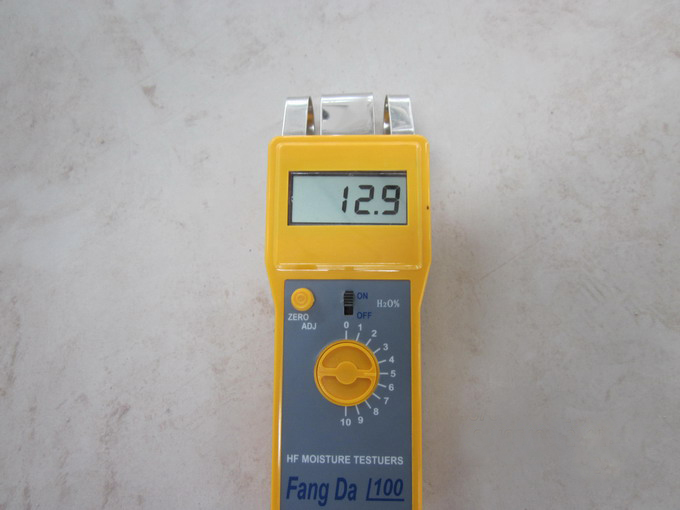 12.9
ON
H₂O%
OFF
ZERO
ADJ
0
1
2
3
4
5
6
7
8
9
10
HF MOISTURE TESTUERS
Fang Da L100